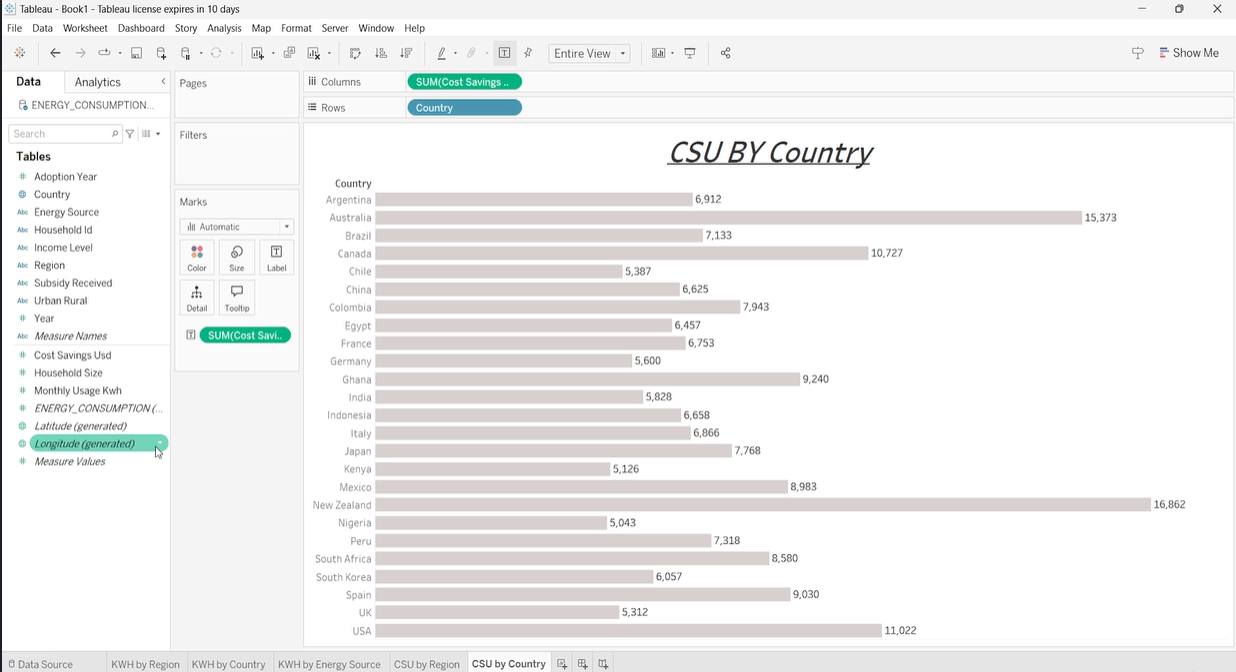 Tableau - Book1 - Tableau license expires in 10 days
File Data Worksheet Dashboard Story Analysis Map Format Server Window Help
Entire View
Show Me
Data Analytics
ENERGY_CONSUMPTION...
Search
Tables
# Adoption Year
Country
Abc Energy Source
Abc Household Id
Abc Income Level
Abc Region
Abc Subsidy Received
Abc Urban Rural
# Year
Abc Measure Names
# Cost Savings Usd
# Household Size
# Monthly Usage Kwh
# ENERGY_CONSUMPTION (...
Latitude (generated)
Longitude (generated)
# Measure Values
Pages
Filters
Marks
Automatic
Color Size Label
Detail Tooltip
SUM(Cost Savi..
Columns SUM(Cost Savings ..
Rows Country
CSU BY Country
Country
Argentina 6,912
Australia 15,373
Brazil 7,133
Canada 10,727
Chile 5,387
China 6,625
Colombia 7,943
Egypt 6,457
France 6,753
Germany 5,600
Ghana 9,240
India 5,828
Indonesia 6,658
Italy 6,866
Japan 7,768
Kenya 5,126
Mexico 8,983
New Zealand 16,862
Nigeria 5,043
Peru 7,318
South Africa 8,580
South Korea 6,057
Spain 9,030
UK 5,312
USA 11,022
Data Source KWH by Region KWH by Country KWH by Energy Source CSU by Region CSU by Country